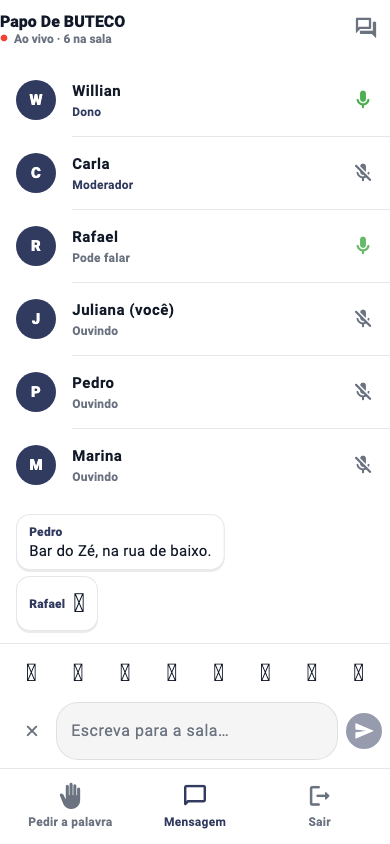 Papo De BUTECO
Ao vivo · 6 na sala
W
Willian
Dono
C
Carla
Moderador
R
Rafael
Pode falar
J
Juliana (você)
Ouvindo
P
Pedro
Ouvindo
M
Marina
Ouvindo
Pedro
Bar do Zé, na rua de baixo.
Rafael
Escreva para a sala…
Pedir a palavra
Mensagem
Sair